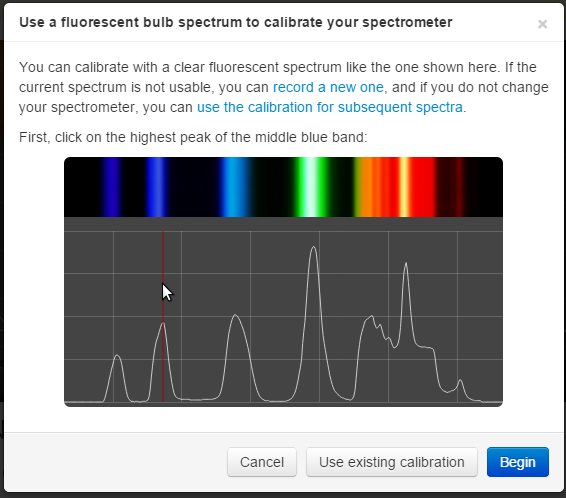 Use a fluorescent bulb spectrum to calibrate your spectrometer
×
You can calibrate with a clear fluorescent spectrum like the one shown here. If the
current spectrum is not usable, you can record a new one, and if you do not change
your spectrometer, you can use the calibration for subsequent spectra.
First, click on the highest peak of the middle blue band:
Cancel
Use existing calibration
Begin